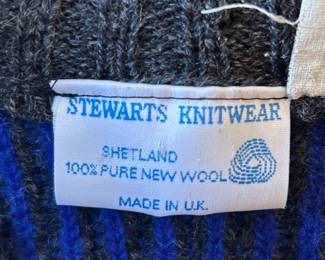 STEWARTS KNITWEAR
SHETLAND
100% PURE NEW WOOL
MADE IN U.K.